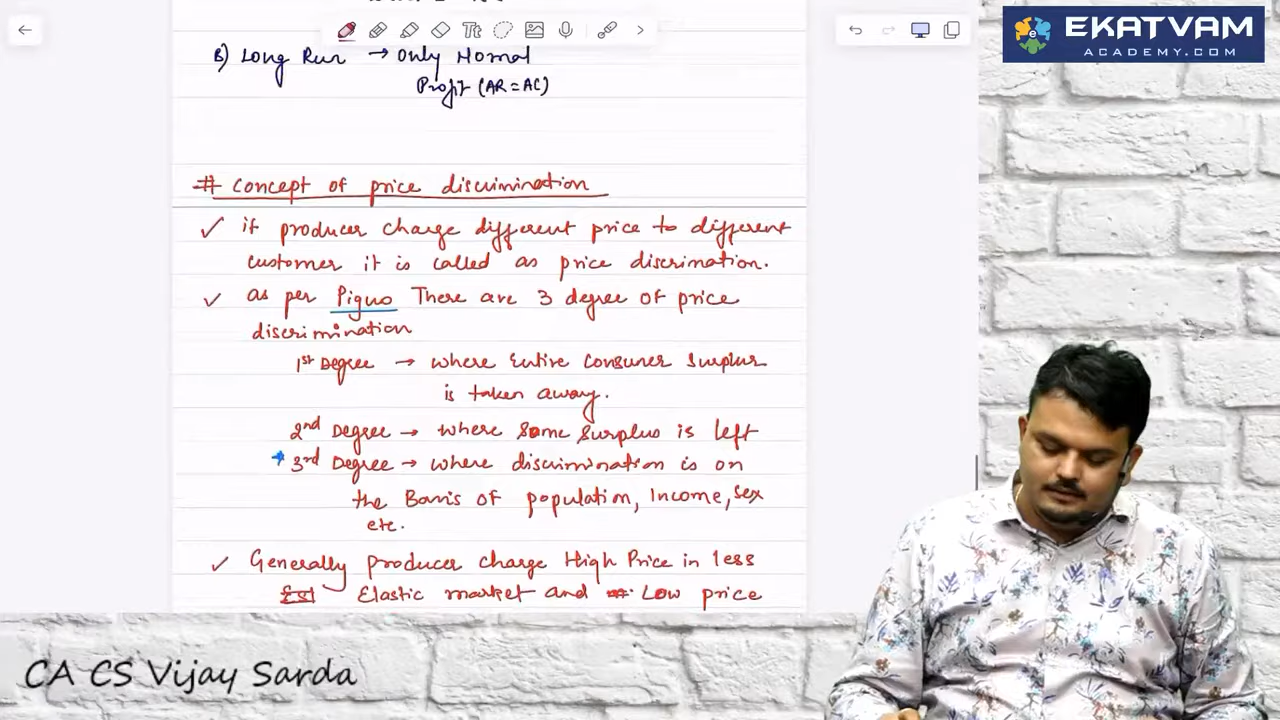 EKATVAM
ACADEMY.COM
B) Long Run → Only Nomal
Profit (AR = AC)
# Concept of price discrimination
✓ if producer charge different price to different
customer it is called as price discrimation.
✓ as per Piguo There are 3 degree of price
discrimination
1st Degree → where Entire Consuner Surplus
is taken away.
2nd Degree → where some surplus is left
* 3rd Degree → where discrimination is on
the Basis of population, Income, Sex
etc.
✓ Generally producer charge High Price in less
Elastic market and Low price
CA CS Vijay Sarda